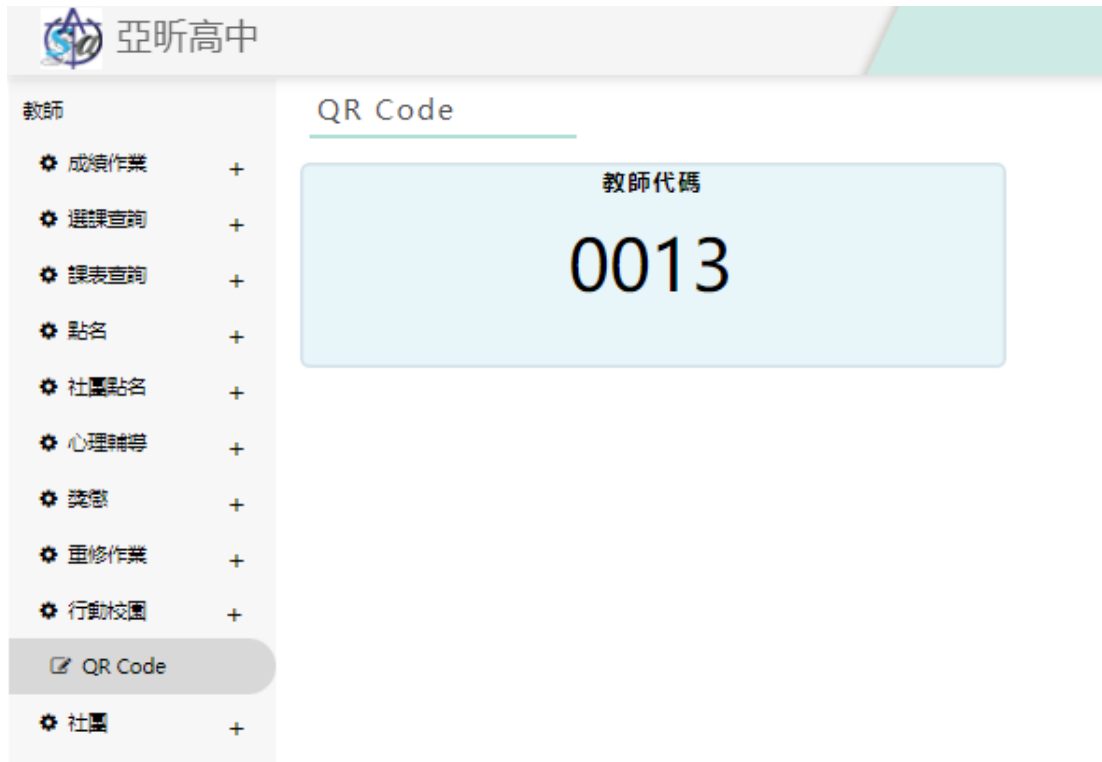 亞昕高中
教師
成績作業 +
選課查詢 +
課表查詢 +
點名 +
社團點名 +
心理輔導 +
獎懲 +
重修作業 +
行動校園 +
QR Code
社團 +
QR Code
教師代碼
0013